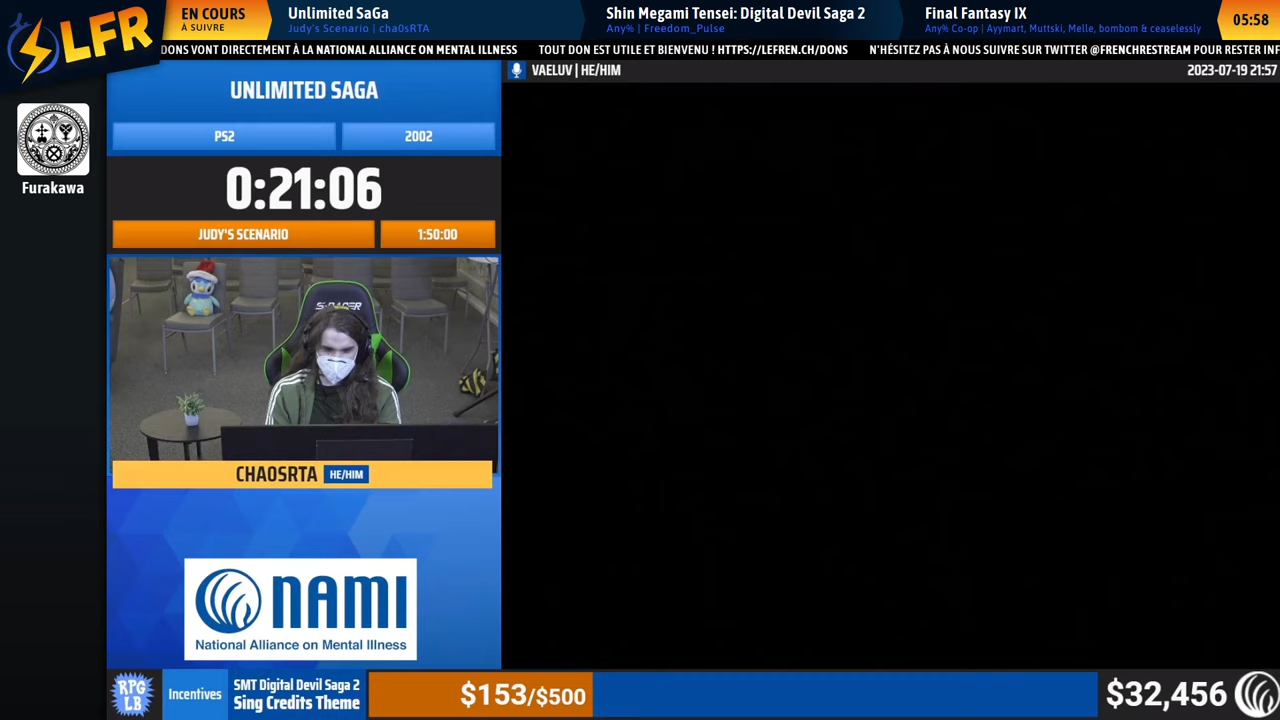 LFR
EN COURS
À SUIVRE
Unlimited SaGa
Judy's Scenario | cha0sRTA
Shin Megami Tensei: Digital Devil Saga 2
Any% | Freedom_Pulse
Final Fantasy IX
Any% Co-op | Ayymart, Muttski, Melle, bombom & ceaselessly
05:58
DONS VONT DIRECTEMENT À LA NATIONAL ALLIANCE ON MENTAL ILLNESS TOUT DON EST UTILE ET BIENVENU ! HTTPS://LEFREN.CH/DONS N'HÉSITEZ PAS À NOUS SUIVRE SUR TWITTER @FRENCHRESTREAM POUR RESTER INF
VAELUV | HE/HIM
2023-07-19 21:57
Furakawa
UNLIMITED SAGA
PS2
2002
0:21:06
JUDY'S SCENARIO
1:50:00
CHA0SRTA
HE/HIM
NAMI
National Alliance on Mental Illness
RPG
LB
Incentives
SMT Digital Devil Saga 2
Sing Credits Theme
$153/$500
$32,456